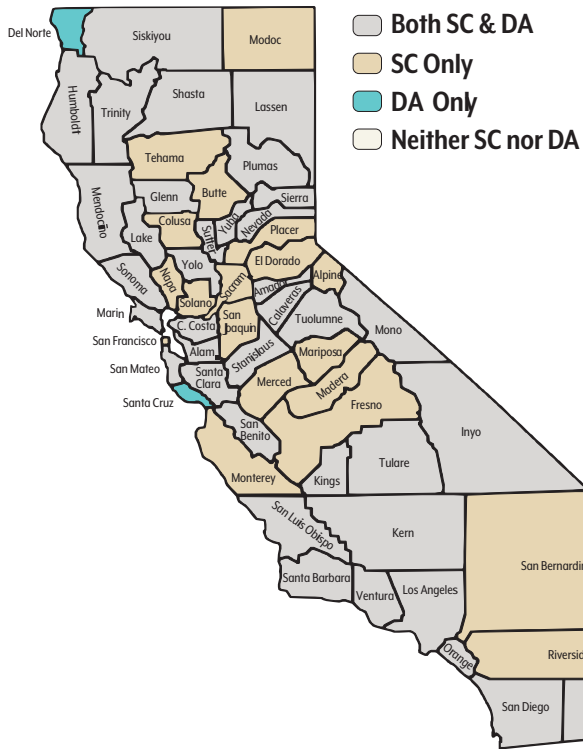 Both SC & DA
SC Only
DA Only
Neither SC nor DA
Del Norte
Siskiyou
Modoc
Humboldt
Trinity
Shasta
Lassen
Tehama
Plumas
Butte
Glenn
Sierra
Mendocino
Colusa
Lake
Sutter
Yuba
Nevada
Placer
El Dorado
Sonoma
Napa
Yolo
Sacram.
Amador
Alpine
Solano
Calaveras
Marin
C. Costa
San
Joaquin
Tuolumne
Mono
San Francisco
Alam.
Stanislaus
Mariposa
San Mateo
Santa
Clara
Merced
Madera
Santa Cruz
Fresno
San
Benito
Inyo
Monterey
Kings
Tulare
San Luis Obispo
Kern
San Bernardin
Santa Barbara
Ventura
Los Angeles
Orange
Riversid
San Diego